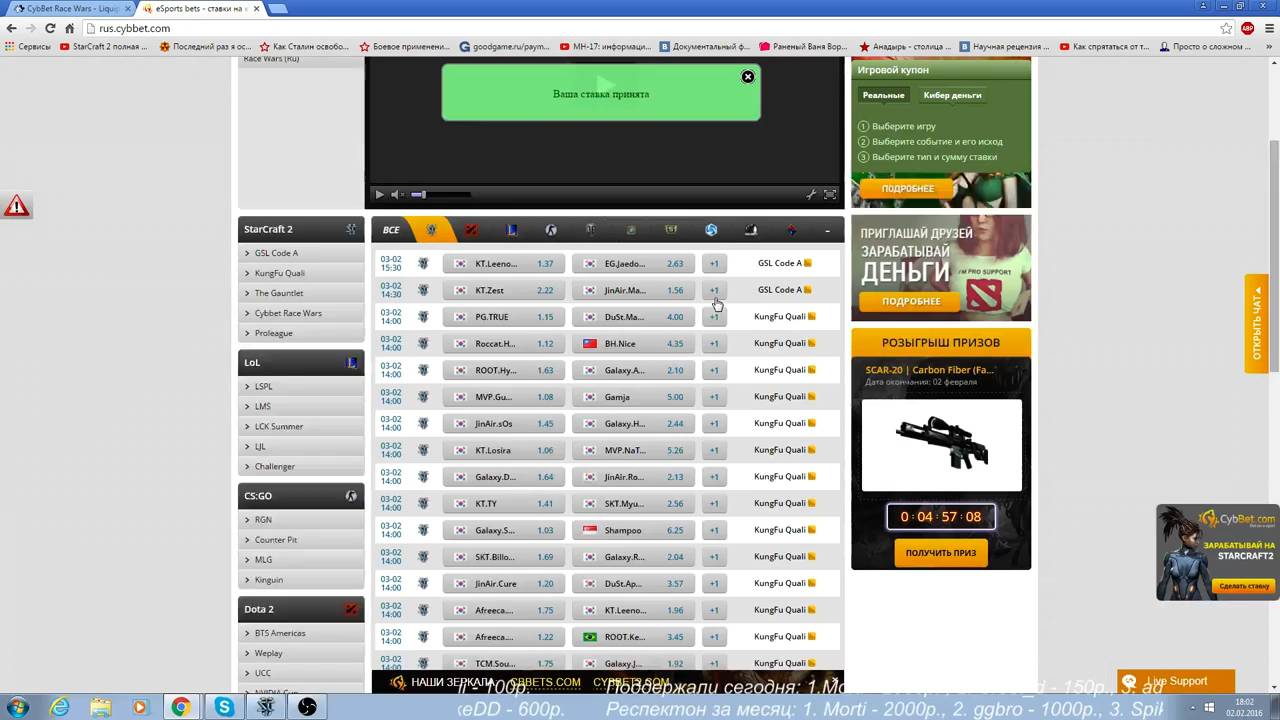 CybBet Race Wars - Liquip
eSports bets - ставки на к
rus.cybbet.com
Сервисы
StarCraft 2 полная
Последний раз я ос
Как Сталин освобо
Боевое применени
goodgame.ru/paym
МН-17: информаци
Документальный ф
Раненый Ваня Вор
Анадырь - столица
Научная рецензия
Как спрятаться от т
Просто о сложном
Race Wars (Ru)
Ваша ставка принята
Игровой купон
Реальные Кибер деньги
1 Выберите игру
2 Выберите событие и его исход
3 Выберите тип и сумму ставки
ПОДРОБНЕЕ
StarCraft 2
GSL Code A
KungFu Quali
The Gauntlet
Cybbet Race Wars
Proleague
LoL
LSPL
LMS
LCK Summer
LJL
Challenger
CS:GO
RGN
Counter Pit
MLG
Kinguin
Dota 2
BTS Americas
Weplay
UCC
ВСЕ
03-02 15:30 KT.Leeno... 1.37 EG.Jaedo... 2.63 +1 GSL Code A
03-02 14:30 KT.Zest 2.22 JinAir.Ma... 1.56 +1 GSL Code A
03-02 14:00 PG.TRUE 1.15 DuSt.Ma... 4.00 +1 KungFu Quali
03-02 14:00 Roccat.H... 1.12 BH.Nice 4.35 +1 KungFu Quali
03-02 14:00 ROOT.Hy... 1.63 Galaxy.A... 2.10 +1 KungFu Quali
03-02 14:00 MVP.Gu... 1.08 Gamja 5.00 +1 KungFu Quali
03-02 14:00 JinAir.sOs 1.45 Galaxy.H... 2.44 +1 KungFu Quali
03-02 14:00 KT.Losira 1.06 MVP.NaT... 5.26 +1 KungFu Quali
03-02 14:00 Galaxy.D... 1.64 JinAir.Ro... 2.13 +1 KungFu Quali
03-02 14:00 KT.TY 1.41 SKT.Myu... 2.56 +1 KungFu Quali
03-02 14:00 Galaxy.S... 1.03 Shampoo 6.25 +1 KungFu Quali
03-02 14:00 SKT.Billo... 1.69 Galaxy.R... 2.04 +1 KungFu Quali
03-02 14:00 JinAir.Cure 1.20 DuSt.Ap... 3.57 +1 KungFu Quali
03-02 14:00 Afreeca.... 1.75 KT.Leeno... 1.96 +1 KungFu Quali
03-02 14:00 Afreeca.... 1.22 ROOT.Ke... 3.45 +1 KungFu Quali
03-02 14:00 TCM.Sou... 1.75 Galaxy.J... 1.92 +1 KungFu Quali
НАШИ ЗЕРКАЛА
ПРИГЛАШАЙ ДРУЗЕЙ
ЗАРАБАТЫВАЙ
ДЕНЬГИ
I'M PRO SUPPORT
ПОДРОБНЕЕ
РОЗЫГРЫШ ПРИЗОВ
SCAR-20 | Carbon Fiber (Fa...
Дата окончания: 02 февраля
0 : 04 : 57 : 08
ПОЛУЧИТЬ ПРИЗ
ОТКРЫТЬ ЧАТ
CybBet.com
ЗАРАБАТЫВАЙ НА
STARCRAFT2
Сделать ставку
Live Support
- 100р. Поддержали сегодня: 1.Morti
- 150р., 3. ad
keDD - 600р. Респектон за месяц: 1. Morti - 2000р., 2. ggbro - 1000р., 3. Spil
18:02
02.02.2016